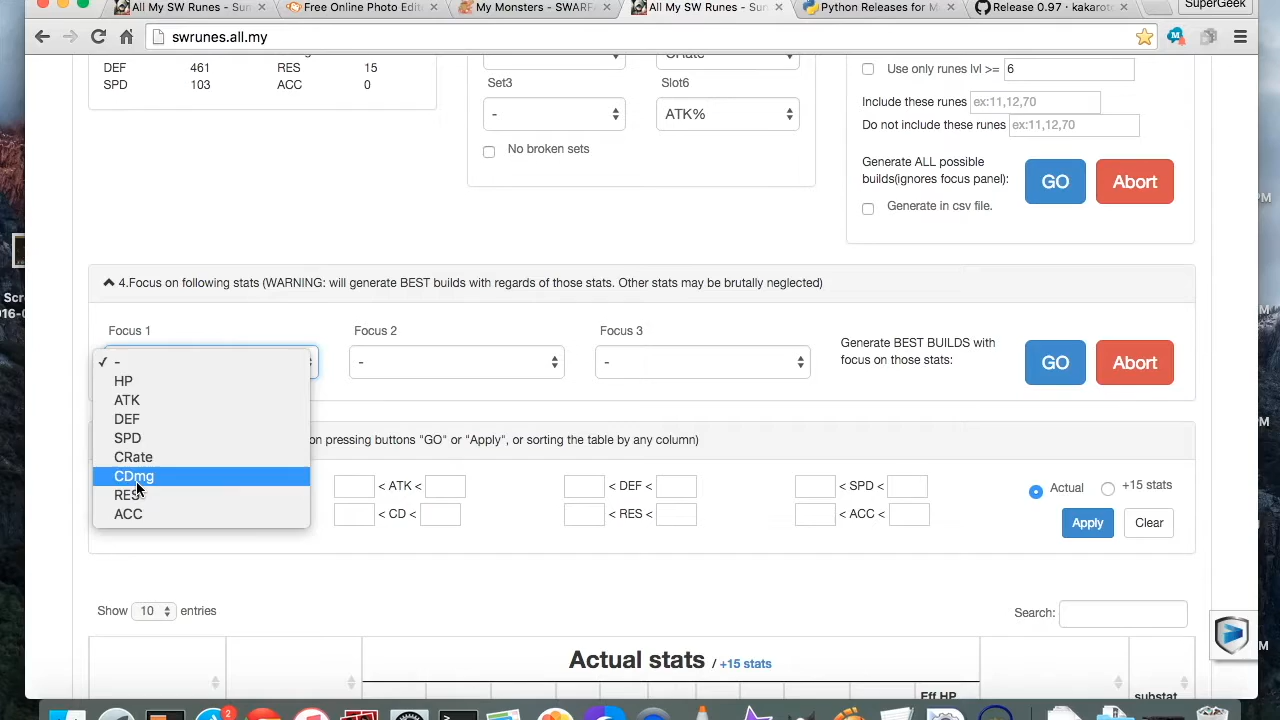 All My SW Runes - Sun
Free Online Photo Edit
My Monsters - SWARF
All My SW Runes - Sun
Python Releases for M
Release 0.97 · kakaroto
SuperGeek
swrunes.all.my
DEF 461 RES 15
SPD 103 ACC 0
Set3 Slot6
- ATK%
No broken sets
Use only runes lvl >= 6
Include these runes ex:11,12,70
Do not include these runes ex:11,12,70
Generate ALL possible
builds(ignores focus panel):
GO Abort
Generate in csv file.
4.Focus on following stats (WARNING: will generate BEST builds with regards of those stats. Other stats may be brutally neglected)
Focus 1 Focus 2 Focus 3
- - -
HP
ATK
DEF
SPD
CRate
CDmg
RES
ACC
Generate BEST BUILDS with
focus on those stats:
GO Abort
on pressing buttons "GO" or "Apply", or sorting the table by any column)
< ATK < < DEF < < SPD <
< CD < < RES < < ACC <
Actual +15 stats
Apply Clear
Show 10 entries Search:
Actual stats / +15 stats
Eff HP
substat
2